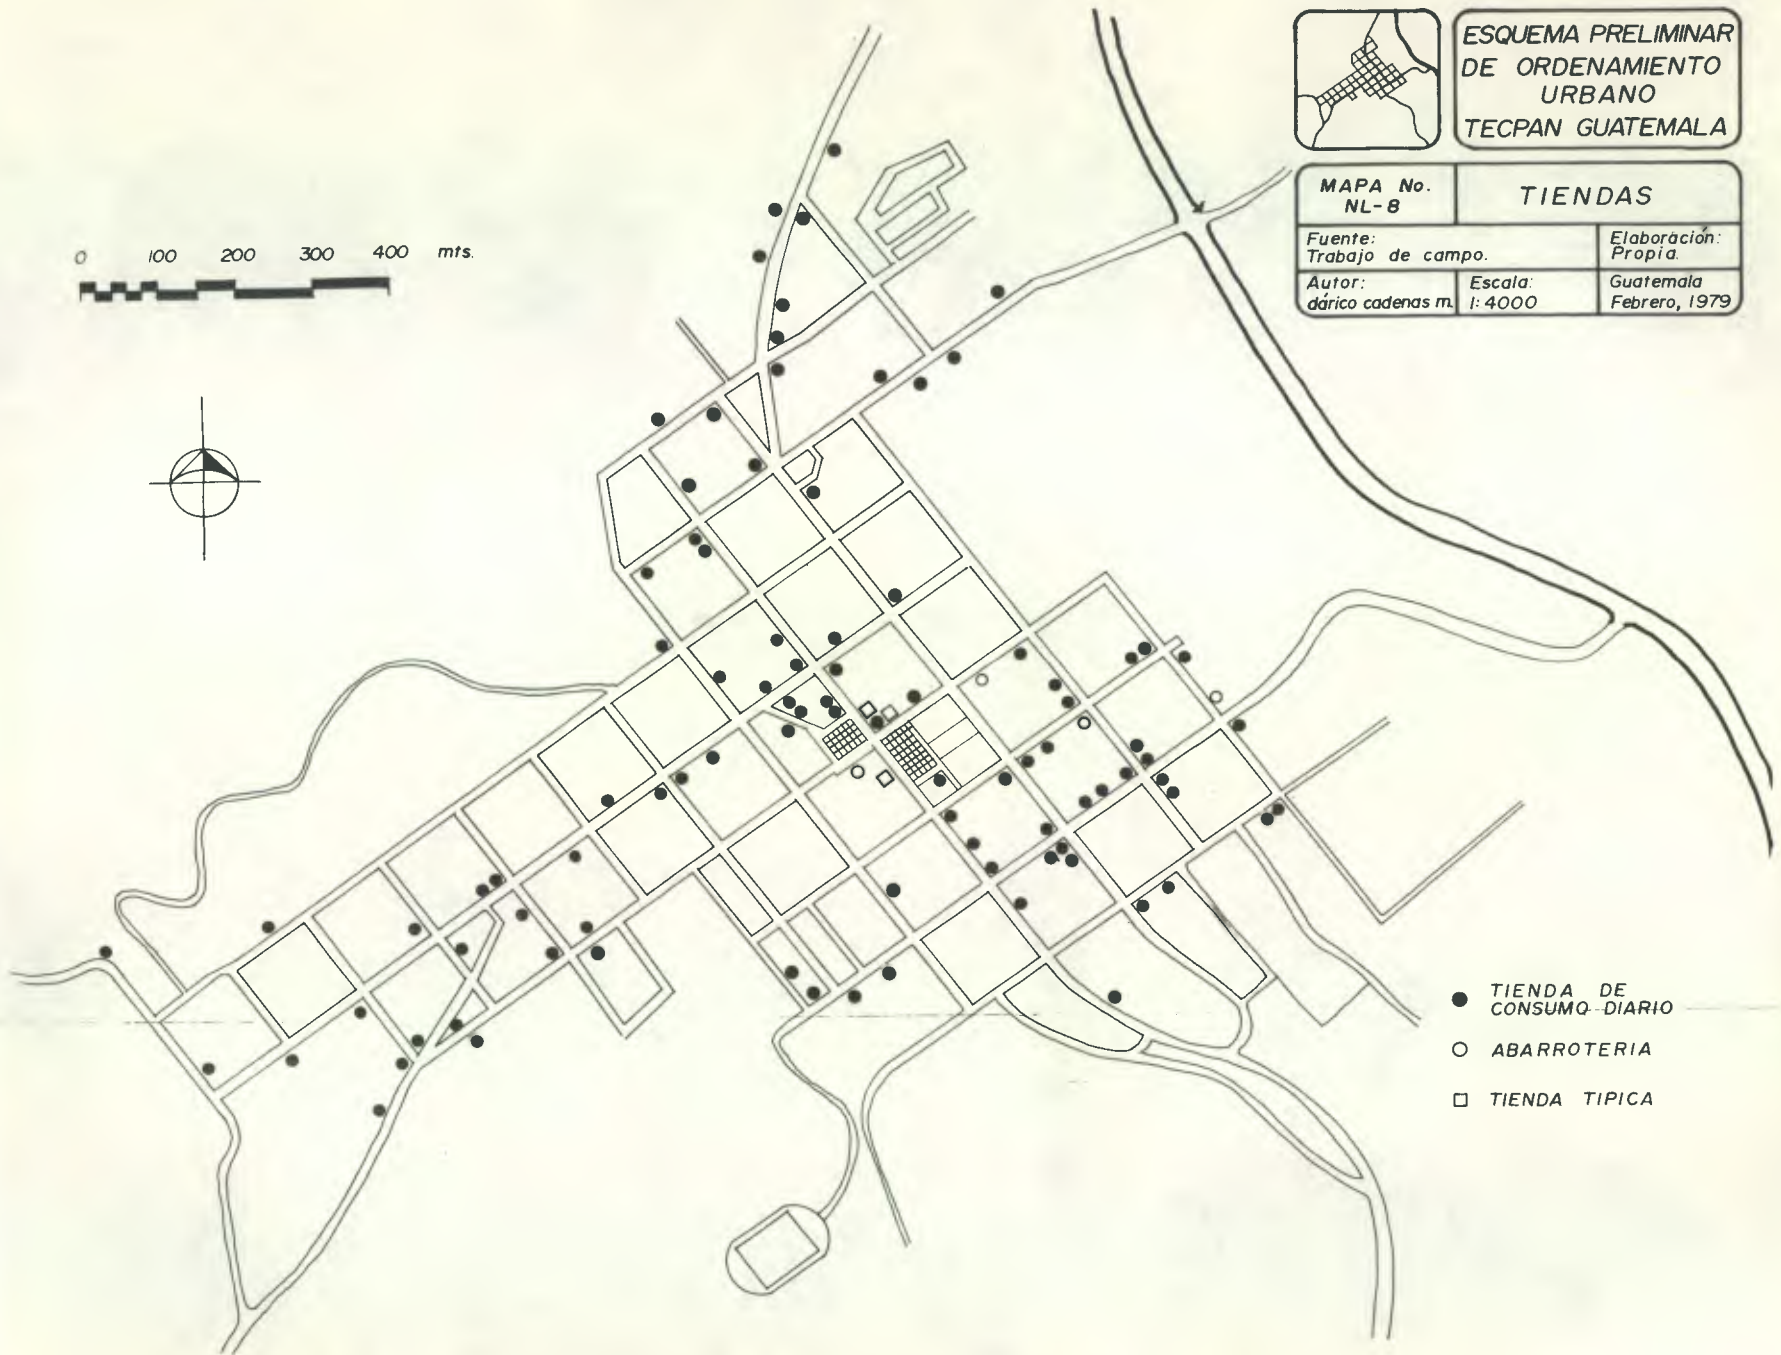 ESQUEMA PRELIMINAR
DE ORDENAMIENTO
URBANO
TECPAN GUATEMALA
MAPA No.
NL-8
TIENDAS
Fuente:
Trabajo de campo.
Elaboración:
Propia.
Autor:
dárico cadenas m.
Escala:
1:4000
Guatemala
Febrero, 1979
0 100 200 300 400 mts.
TIENDA DE
CONSUMO DIARIO
ABARROTERIA
TIENDA TIPICA